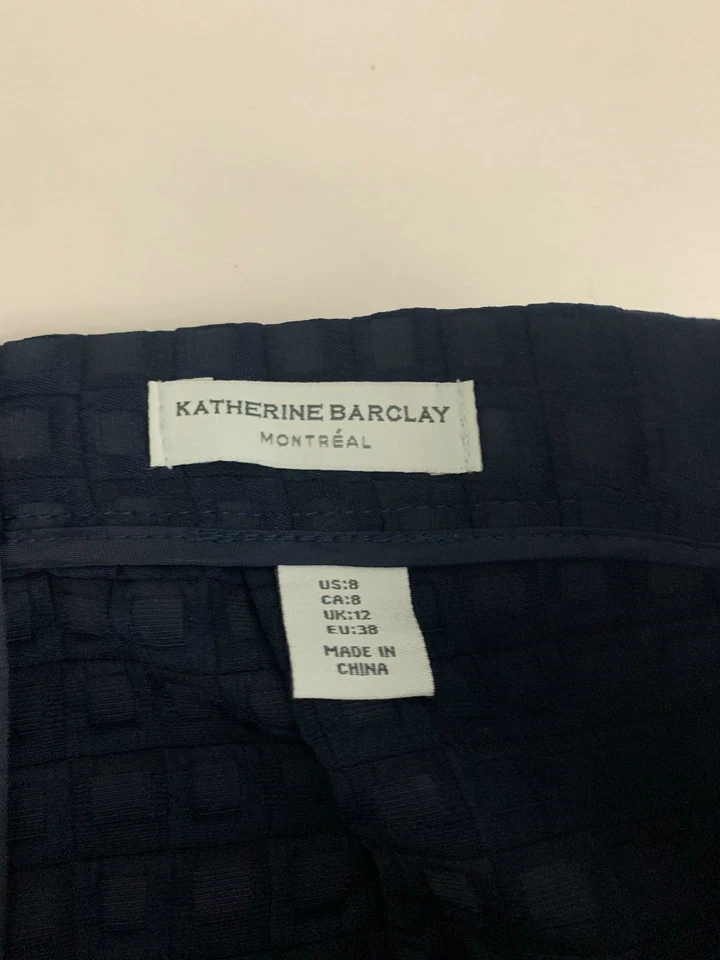 KATHERINE BARCLAY
MONTRÉAL
US:8
CA:8
UK:12
EU:38
MADE IN
CHINA